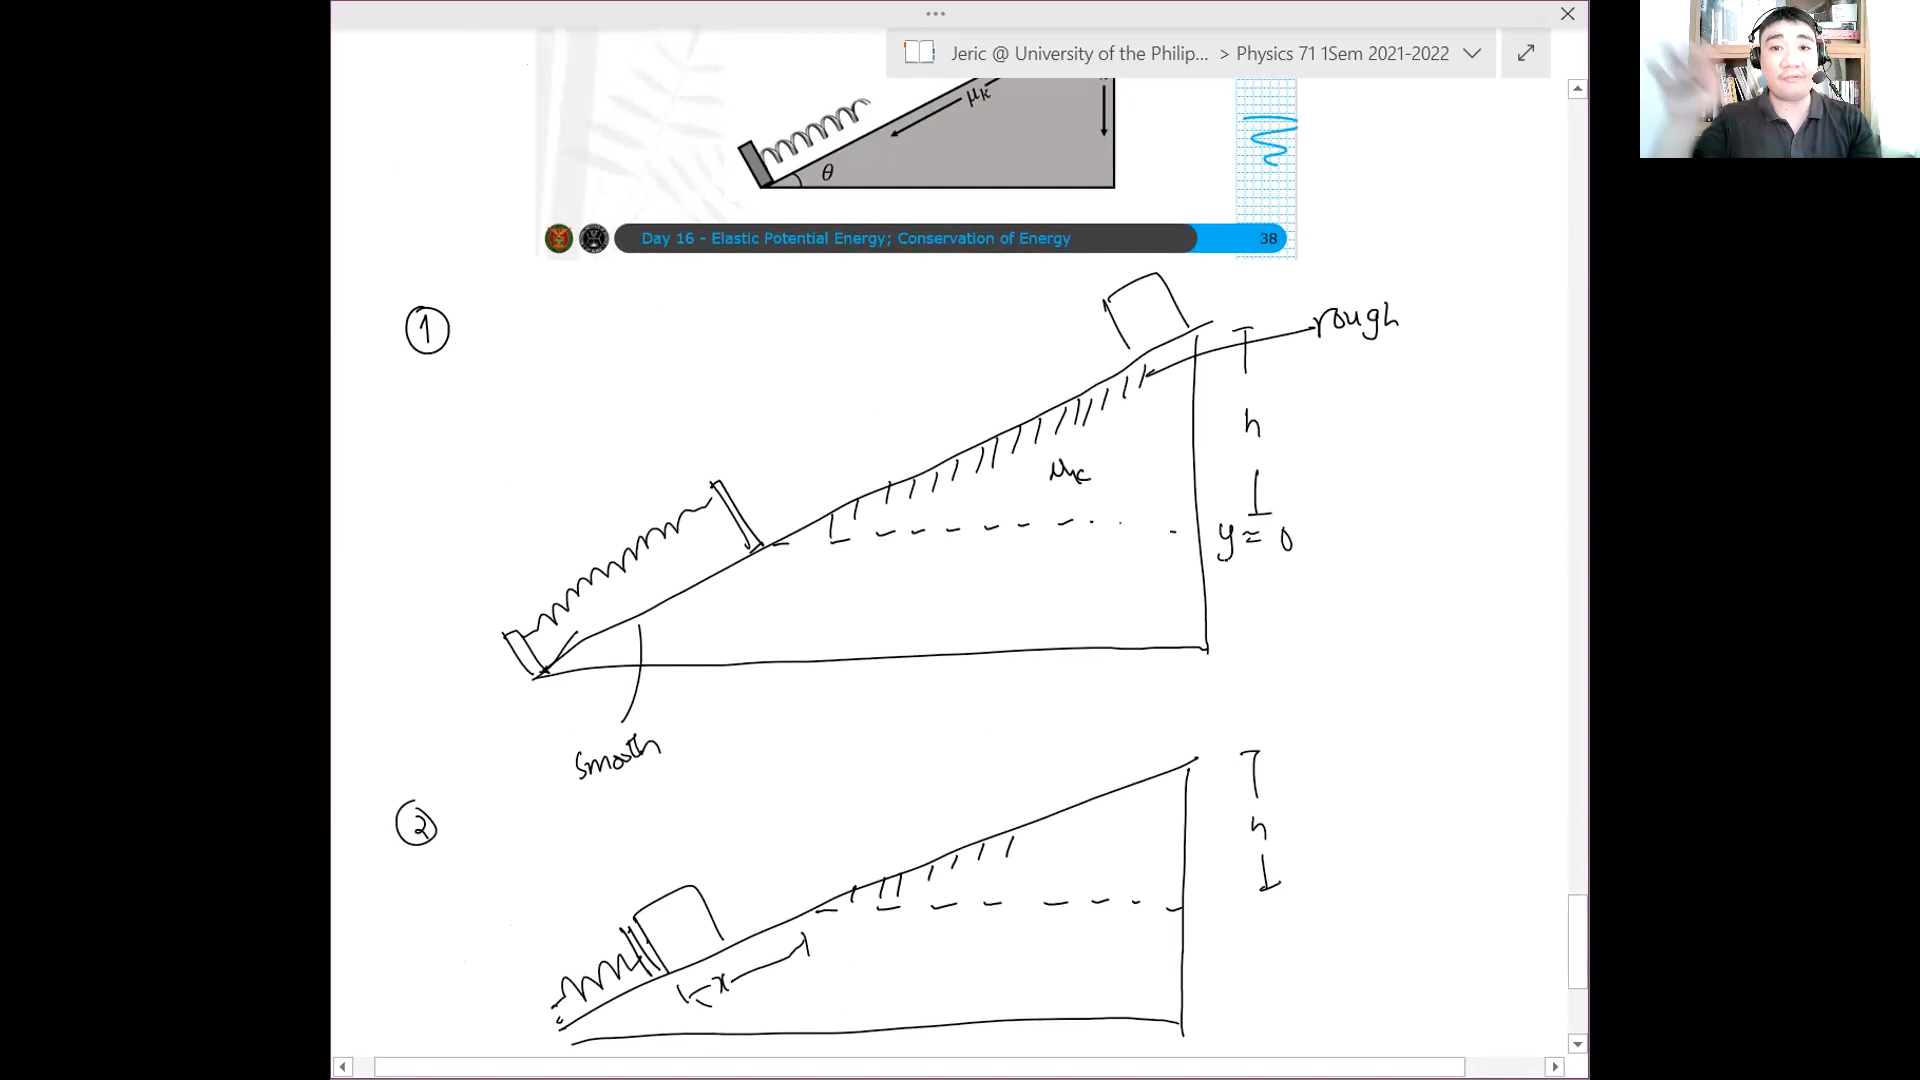 ...
Jeric @ University of the Philip... > Physics 71 1Sem 2021-2022
μk
θ
Day 16 - Elastic Potential Energy; Conservation of Energy 38
1
rough
h
μk
y ≈ 0
smooth
2
h
x